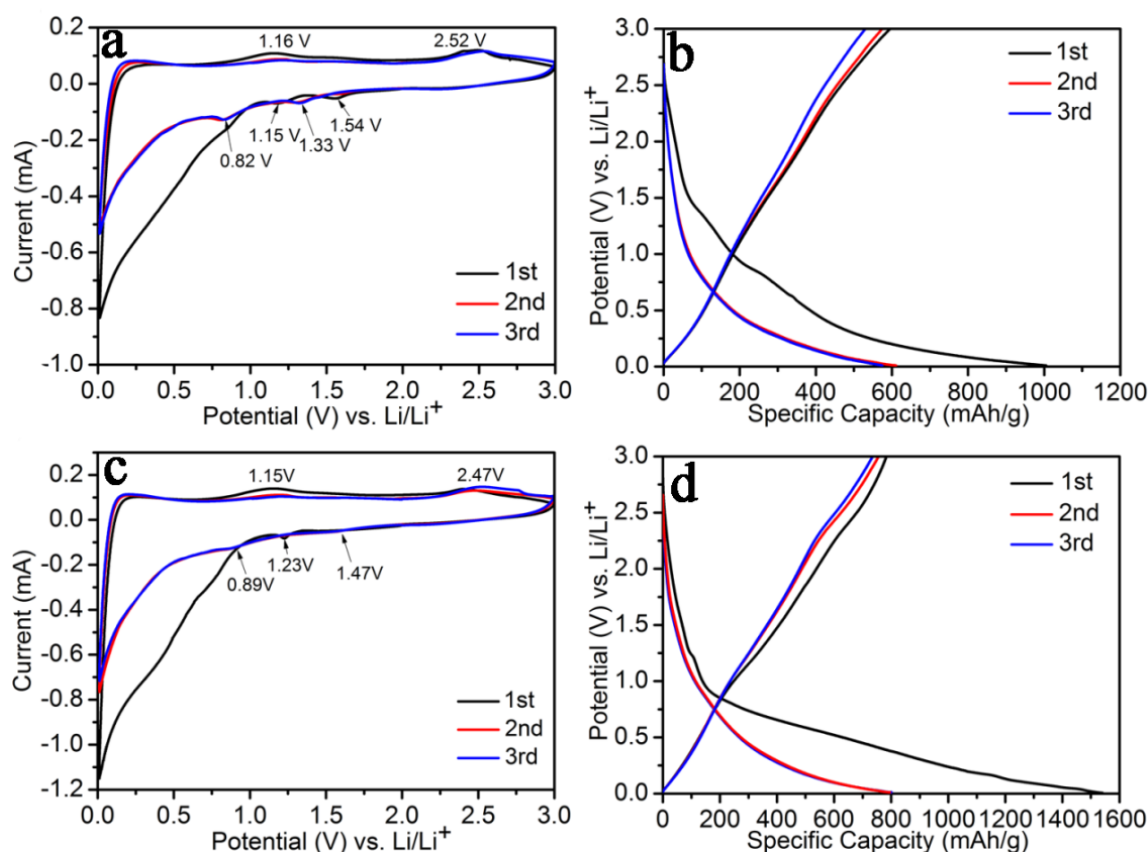 a
1.16 V
2.52 V
0.82 V
1.15 V
1.33 V
1.54 V
1st
2nd
3rd
0.2
0.0
-0.2
-0.4
-0.6
-0.8
-1.0
Current (mA)
0.0 0.5 1.0 1.5 2.0 2.5 3.0
Potential (V) vs. Li/Li+
b
1st
2nd
3rd
3.0
2.5
2.0
1.5
1.0
0.5
0.0
Potential (V) vs. Li/Li+
0 200 400 600 800 1000 1200
Specific Capacity (mAh/g)
c
1.15V
2.47V
0.89V
1.23V
1.47V
1st
2nd
3rd
0.2
0.0
-0.2
-0.4
-0.6
-0.8
-1.0
-1.2
Current (mA)
0.0 0.5 1.0 1.5 2.0 2.5 3.0
Potential (V) vs. Li/Li+
d
1st
2nd
3rd
3.0
2.5
2.0
1.5
1.0
0.5
0.0
Potential (V) vs. Li/Li+
0 200 400 600 800 1000 1200 1400 1600
Specific Capacity (mAh/g)